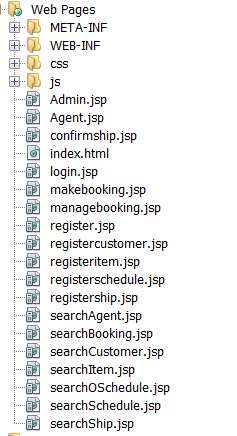 Web Pages
META-INF
WEB-INF
css
js
Admin.jsp
Agent.jsp
confirmship.jsp
index.html
login.jsp
makebooking.jsp
managebooking.jsp
register.jsp
registercustomer.jsp
registeritem.jsp
registerschedule.jsp
registership.jsp
searchAgent.jsp
searchBooking.jsp
searchCustomer.jsp
searchItem.jsp
searchOSchedule.jsp
searchSchedule.jsp
searchShip.jsp